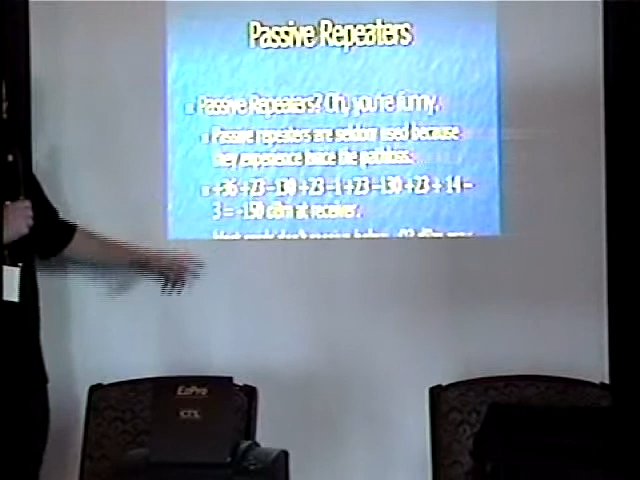 Passive Repeaters
Passive Repeaters? Oh, you're funny.
Passive repeaters are seldom used because
they experience twice the pathloss.
+36 +23 -130 +23 -1 +23 -130 +23 + 14 -
3 = -150 dBm at receiver.
EzPro